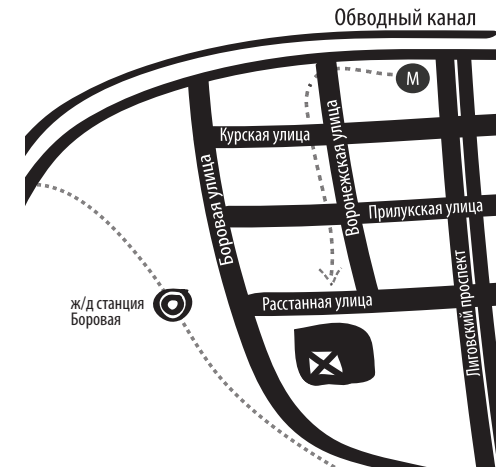 Обводный канал
М
Курская улица
Воронежская улица
Боровая улица
Прилукская улица
Лиговский проспект
Расстанная улица
ж/д станция
Боровая